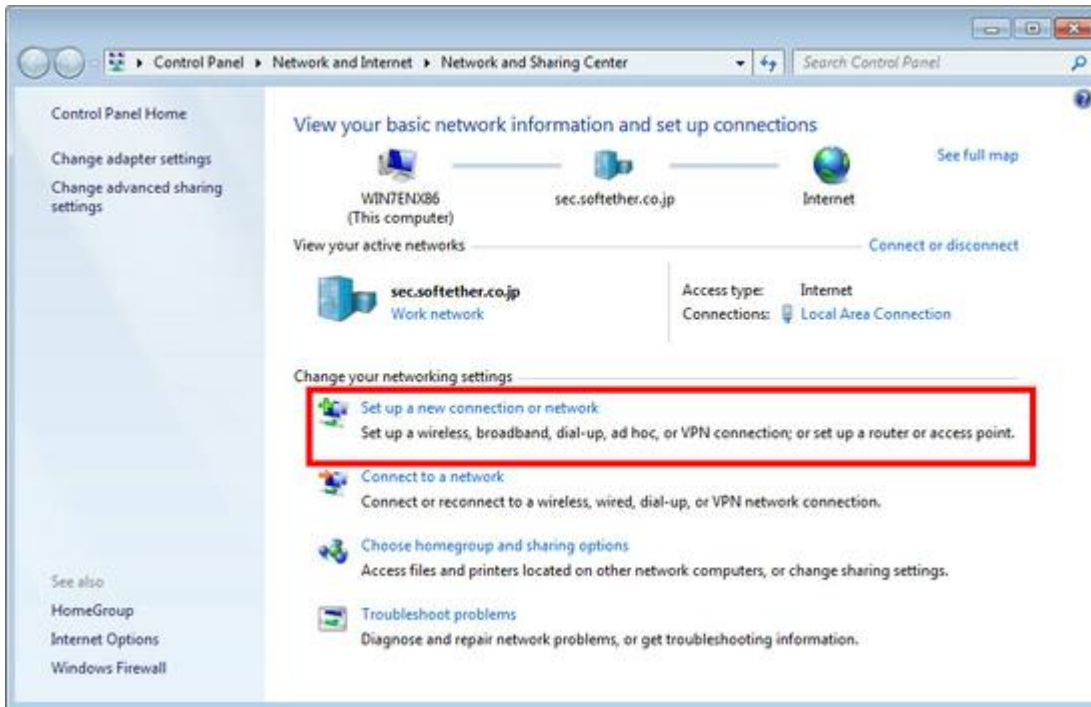 Control Panel ▸ Network and Internet ▸ Network and Sharing Center
Search Control Panel
Control Panel Home
Change adapter settings
Change advanced sharing
settings
See also
HomeGroup
Internet Options
Windows Firewall
View your basic network information and set up connections
See full map
WIN7ENX86
(This computer)
sec.softether.co.jp
Internet
View your active networks
Connect or disconnect
sec.softether.co.jp
Work network
Access type: Internet
Connections: Local Area Connection
Change your networking settings
Set up a new connection or network
Set up a wireless, broadband, dial-up, ad hoc, or VPN connection; or set up a router or access point.
Connect to a network
Connect or reconnect to a wireless, wired, dial-up, or VPN network connection.
Choose homegroup and sharing options
Access files and printers located on other network computers, or change sharing settings.
Troubleshoot problems
Diagnose and repair network problems, or get troubleshooting information.